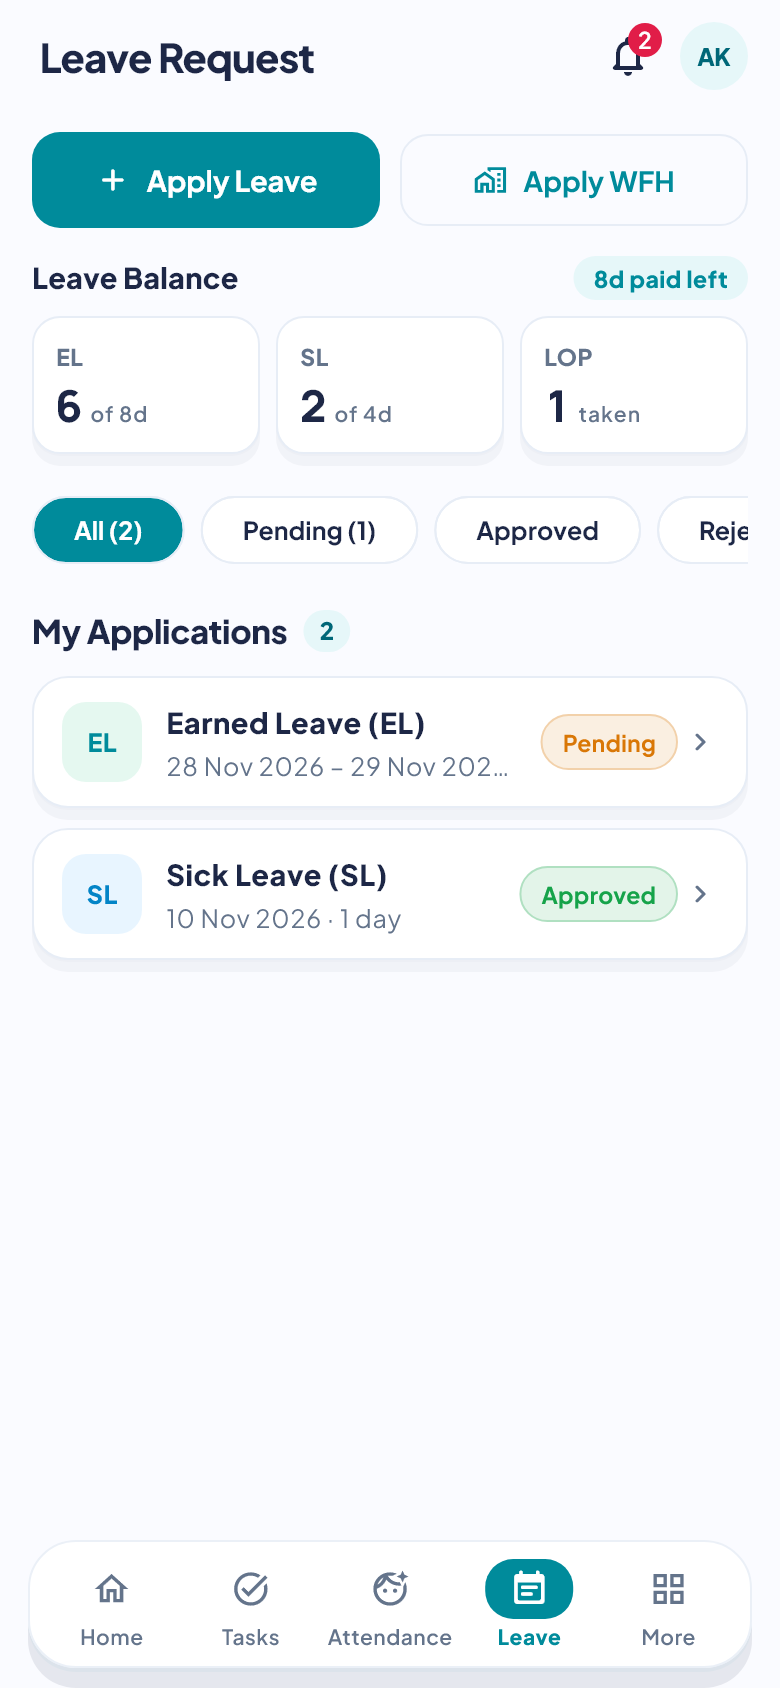 Leave Request
2
AK
Apply Leave
Apply WFH
Leave Balance
8d paid left
EL
6 of 8d
SL
2 of 4d
LOP
1 taken
All (2)
Pending (1)
Approved
Reje
My Applications 2
EL
Earned Leave (EL)
28 Nov 2026 – 29 Nov 202...
Pending
SL
Sick Leave (SL)
10 Nov 2026 · 1 day
Approved
Home
Tasks
Attendance
Leave
More